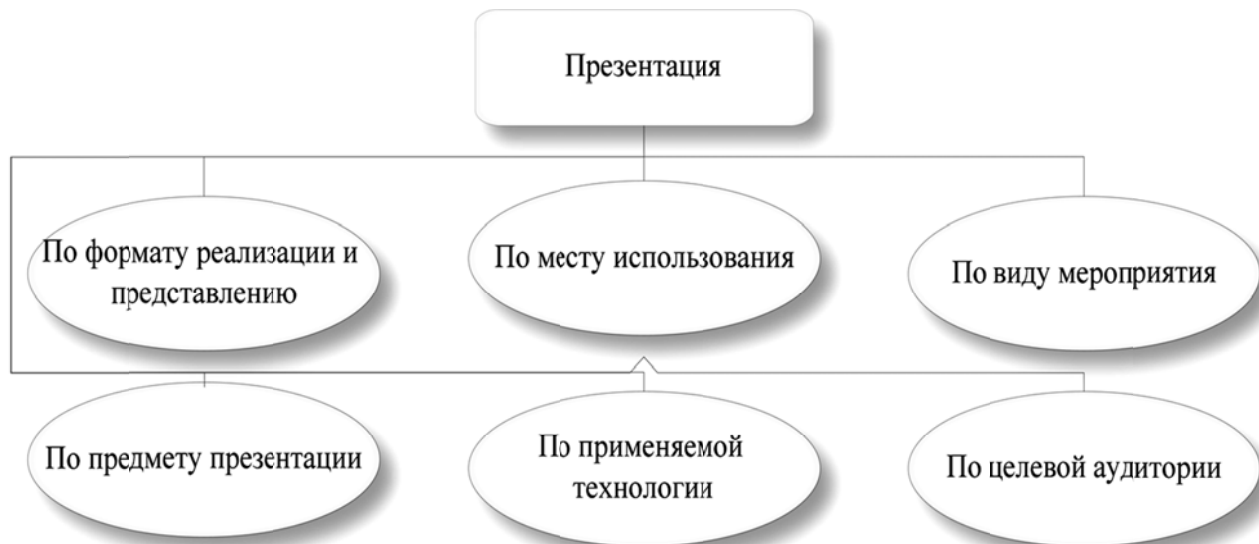 Презентация
По формату реализации и
представлению
По месту использования
По виду мероприятия
По предмету презентации
По применяемой
технологии
По целевой аудитории